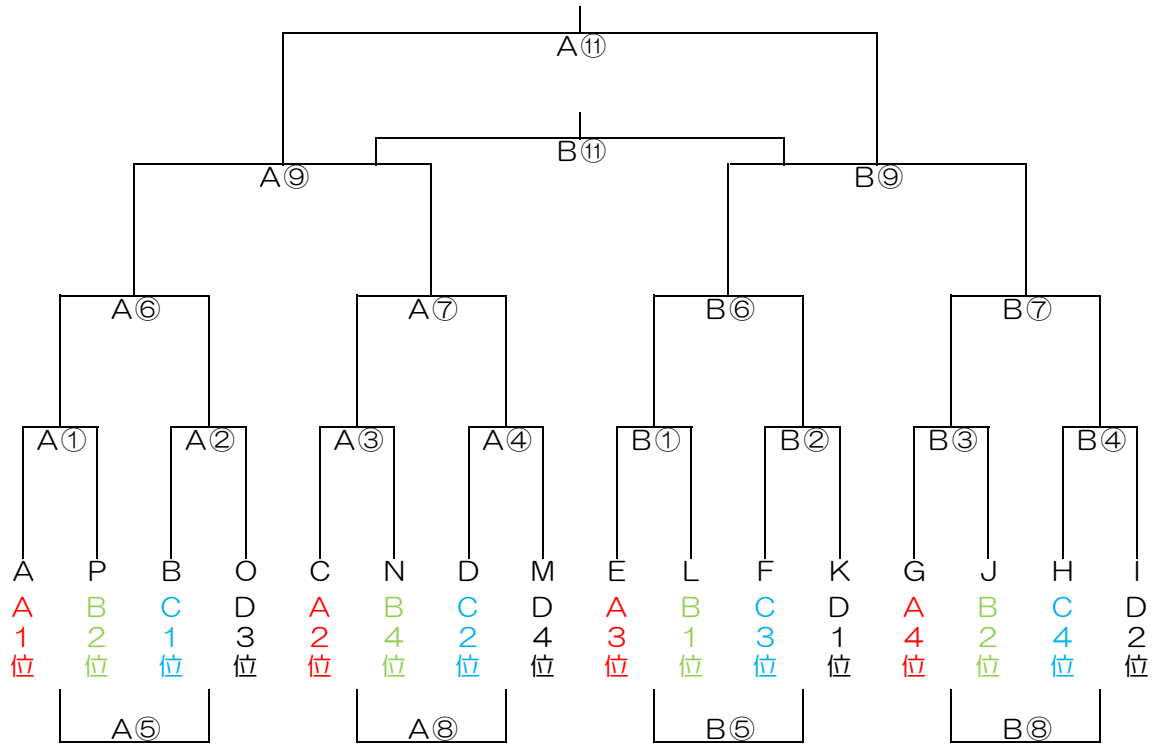 A⑪
B⑪
A⑨ B⑨
A⑥ A⑦ B⑥ B⑦
A① A② A③ A④ B① B② B③ B④
A P B O C N D M E L F K G J H I
A B C D A B C D A B C D A B C D
1 2 1 3 2 4 2 4 3 1 3 1 4 2 4 2
位 位 位 位 位 位 位 位 位 位 位 位 位 位 位 位
A⑤ A⑧ B⑤ B⑧